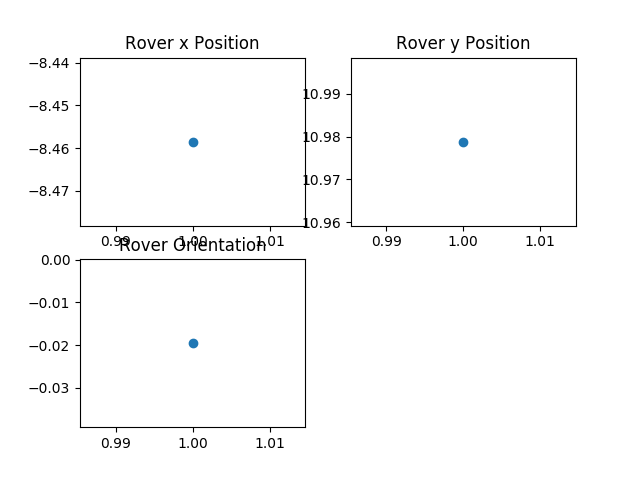 Rover x Position
−8.44
−8.45
−8.46
−8.47
0.99 1.00 1.01
Rover y Position
10.99
10.98
10.97
10.96
0.99 1.00 1.01
Rover Orientation
0.00
−0.01
−0.02
−0.03
0.99 1.00 1.01